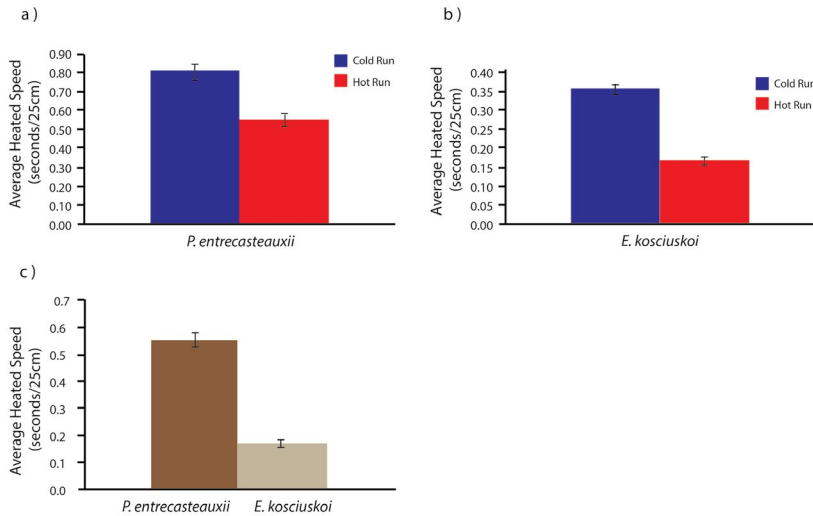 a )
Average Heated Speed
(seconds/25cm)
0.90
0.80
0.70
0.60
0.50
0.40
0.30
0.20
0.10
0.00
Cold Run
Hot Run
P. entrecasteauxii
b )
Average Heated Speed
(seconds/25cm)
0.40
0.35
0.30
0.25
0.20
0.15
0.10
0.05
0.00
Cold Run
Hot Run
E. kosciuskoi
c )
Average Heated Speed
(seconds/25cm)
0.7
0.6
0.5
0.4
0.3
0.2
0.1
0.0
P. entrecasteauxii E. kosciuskoi